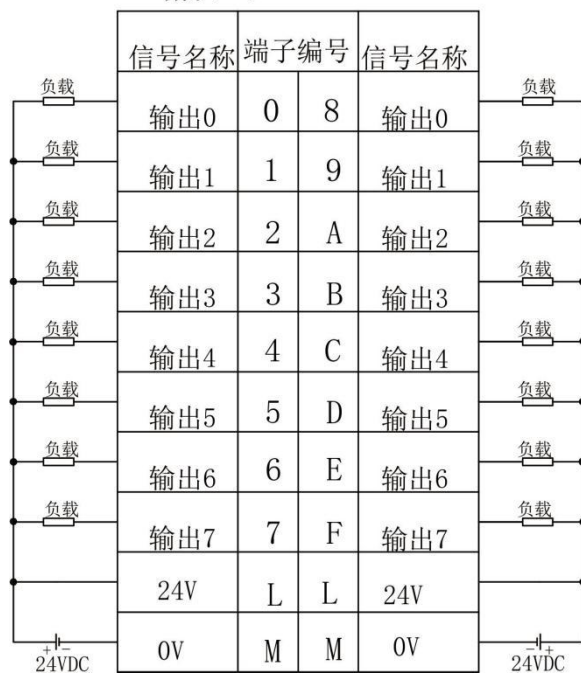 信号名称 端子编号 信号名称
负载 输出0 0 8 输出0 负载
负载 输出1 1 9 输出1 负载
负载 输出2 2 A 输出2 负载
负载 输出3 3 B 输出3 负载
负载 输出4 4 C 输出4 负载
负载 输出5 5 D 输出5 负载
负载 输出6 6 E 输出6 负载
负载 输出7 7 F 输出7 负载
24V L L 24V
+ - 0V M M 0V - +
24VDC 24VDC